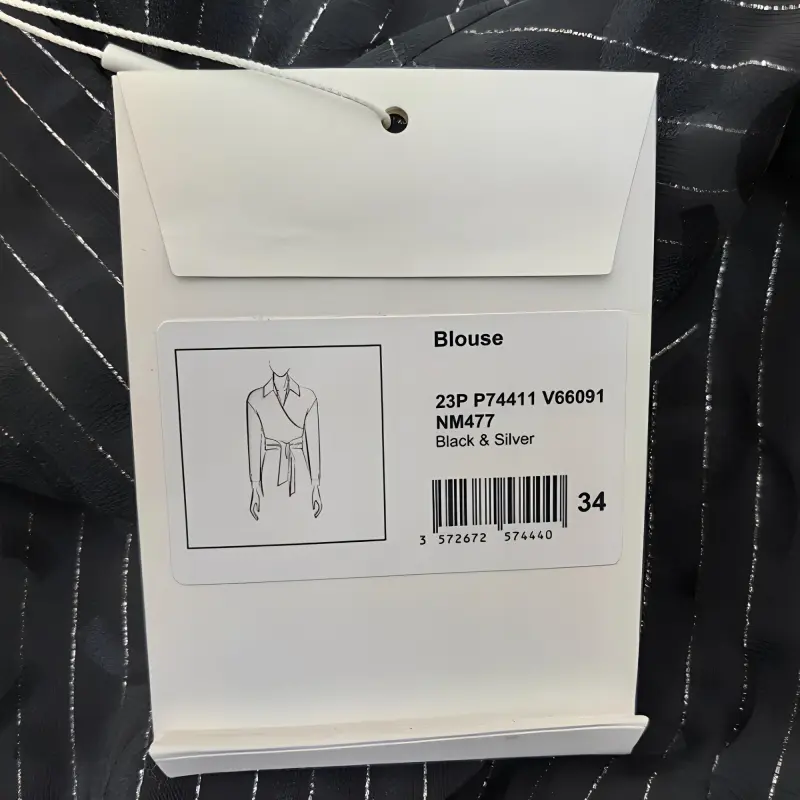 Blouse
23P P74411 V66091
NM477
Black & Silver
34
3 572672 574440